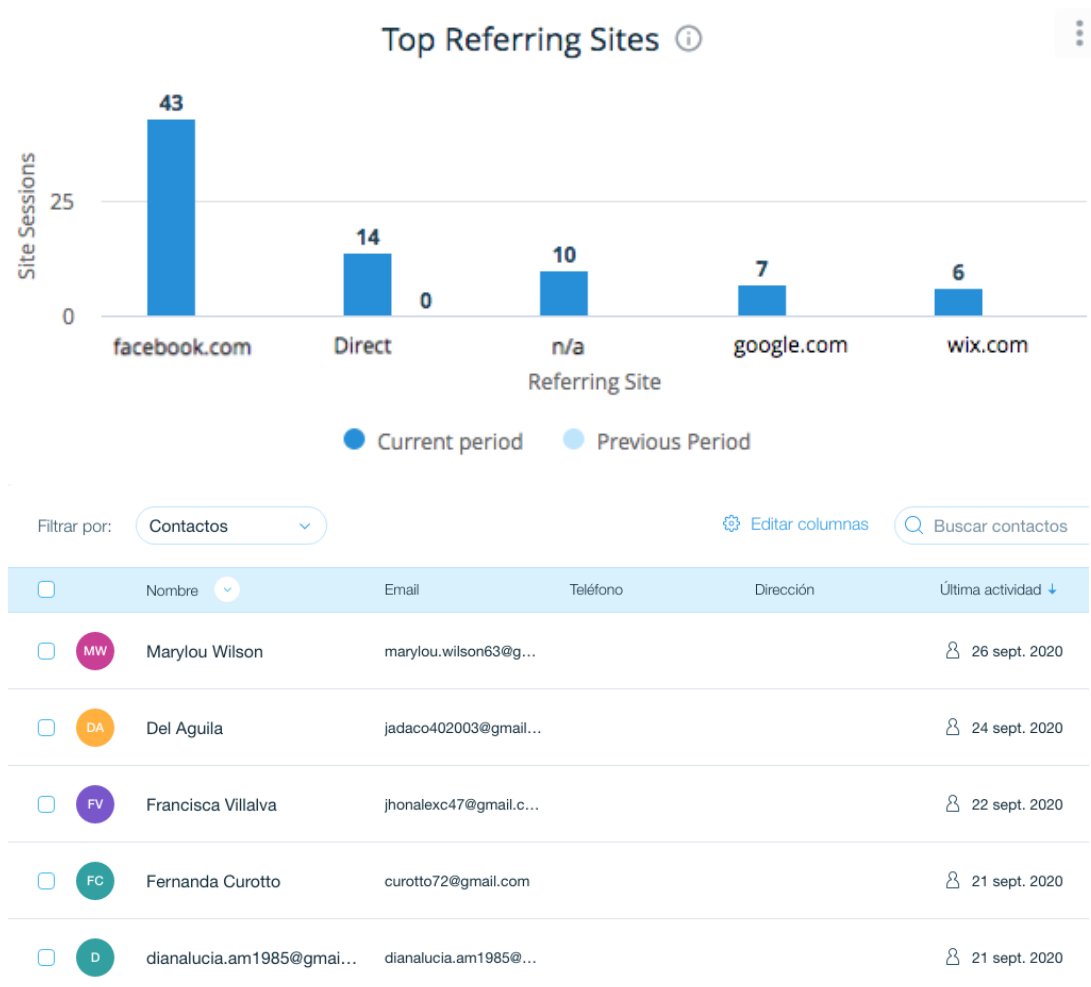 Top Referring Sites
43
25
14
10
7
6
0
0
Site Sessions
facebook.com Direct n/a google.com wix.com
Referring Site
Current period Previous Period
Filtrar por: Contactos Editar columnas Buscar contactos
Nombre Email Teléfono Dirección Última actividad
MW Marylou Wilson marylou.wilson63@g... 26 sept. 2020
DA Del Aguila jadaco402003@gmail... 24 sept. 2020
FV Francisca Villalva jhonalexc47@gmail.c... 22 sept. 2020
FC Fernanda Curotto curotto72@gmail.com 21 sept. 2020
D dianalucia.am1985@gmai... dianalucia.am1985@... 21 sept. 2020